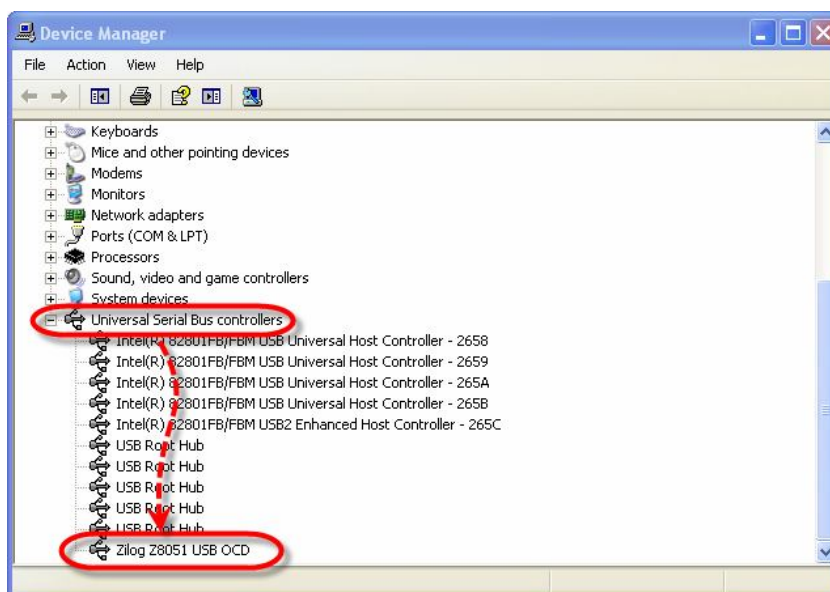 Device Manager
File Action View Help
Keyboards
Mice and other pointing devices
Modems
Monitors
Network adapters
Ports (COM & LPT)
Processors
Sound, video and game controllers
System devices
Universal Serial Bus controllers
Intel(R) 82801FB/FBM USB Universal Host Controller - 2658
Intel(R) 82801FB/FBM USB Universal Host Controller - 2659
Intel(R) 82801FB/FBM USB Universal Host Controller - 265A
Intel(R) 82801FB/FBM USB Universal Host Controller - 265B
Intel(R) 82801FB/FBM USB2 Enhanced Host Controller - 265C
USB Root Hub
USB Root Hub
USB Root Hub
USB Root Hub
USB Root Hub
Zilog Z8051 USB OCD